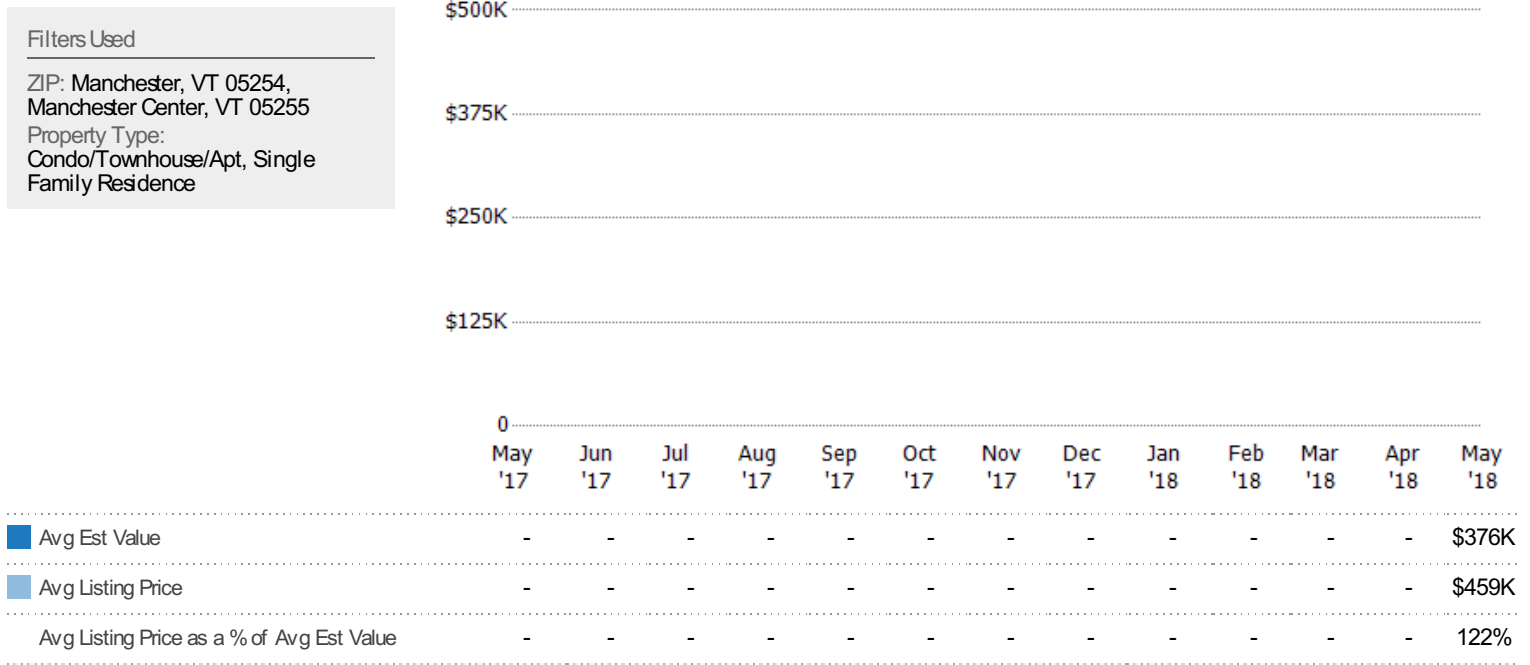 Filters Used
ZIP: Manchester, VT 05254,
Manchester Center, VT 05255
Property Type:
Condo/Townhouse/Apt, Single
Family Residence
$500K
$375K
$250K
$125K
0
May Jun Jul Aug Sep Oct Nov Dec Jan Feb Mar Apr May
'17 '17 '17 '17 '17 '17 '17 '17 '18 '18 '18 '18 '18
Avg Est Value - - - - - - - - - - - - $376K
Avg Listing Price - - - - - - - - - - - - $459K
Avg Listing Price as a % of Avg Est Value - - - - - - - - - - - - 122%